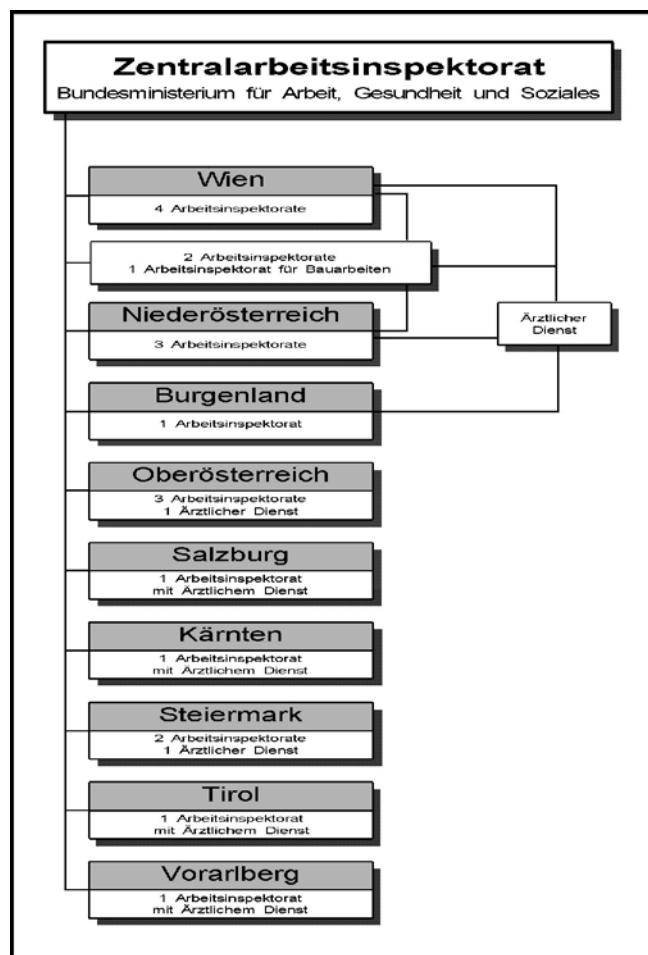 Zentralarbeitsinspektorat
Bundesministerium für Arbeit, Gesundheit und Soziales
Wien
4 Arbeitsinspektorate
2 Arbeitsinspektorate
1 Arbeitsinspektorat für Bauarbeiten
Niederösterreich
3 Arbeitsinspektorate
Ärztlicher
Dienst
Burgenland
1 Arbeitsinspektorat
Oberösterreich
3 Arbeitsinspektorate
1 Ärztlicher Dienst
Salzburg
1 Arbeitsinspektorat
mit Ärztlichem Dienst
Kärnten
1 Arbeitsinspektorat
mit Ärztlichem Dienst
Steiermark
2 Arbeitsinspektorate
1 Ärztlicher Dienst
Tirol
1 Arbeitsinspektorat
mit Ärztlichem Dienst
Vorarlberg
1 Arbeitsinspektorat
mit Ärztlichem Dienst